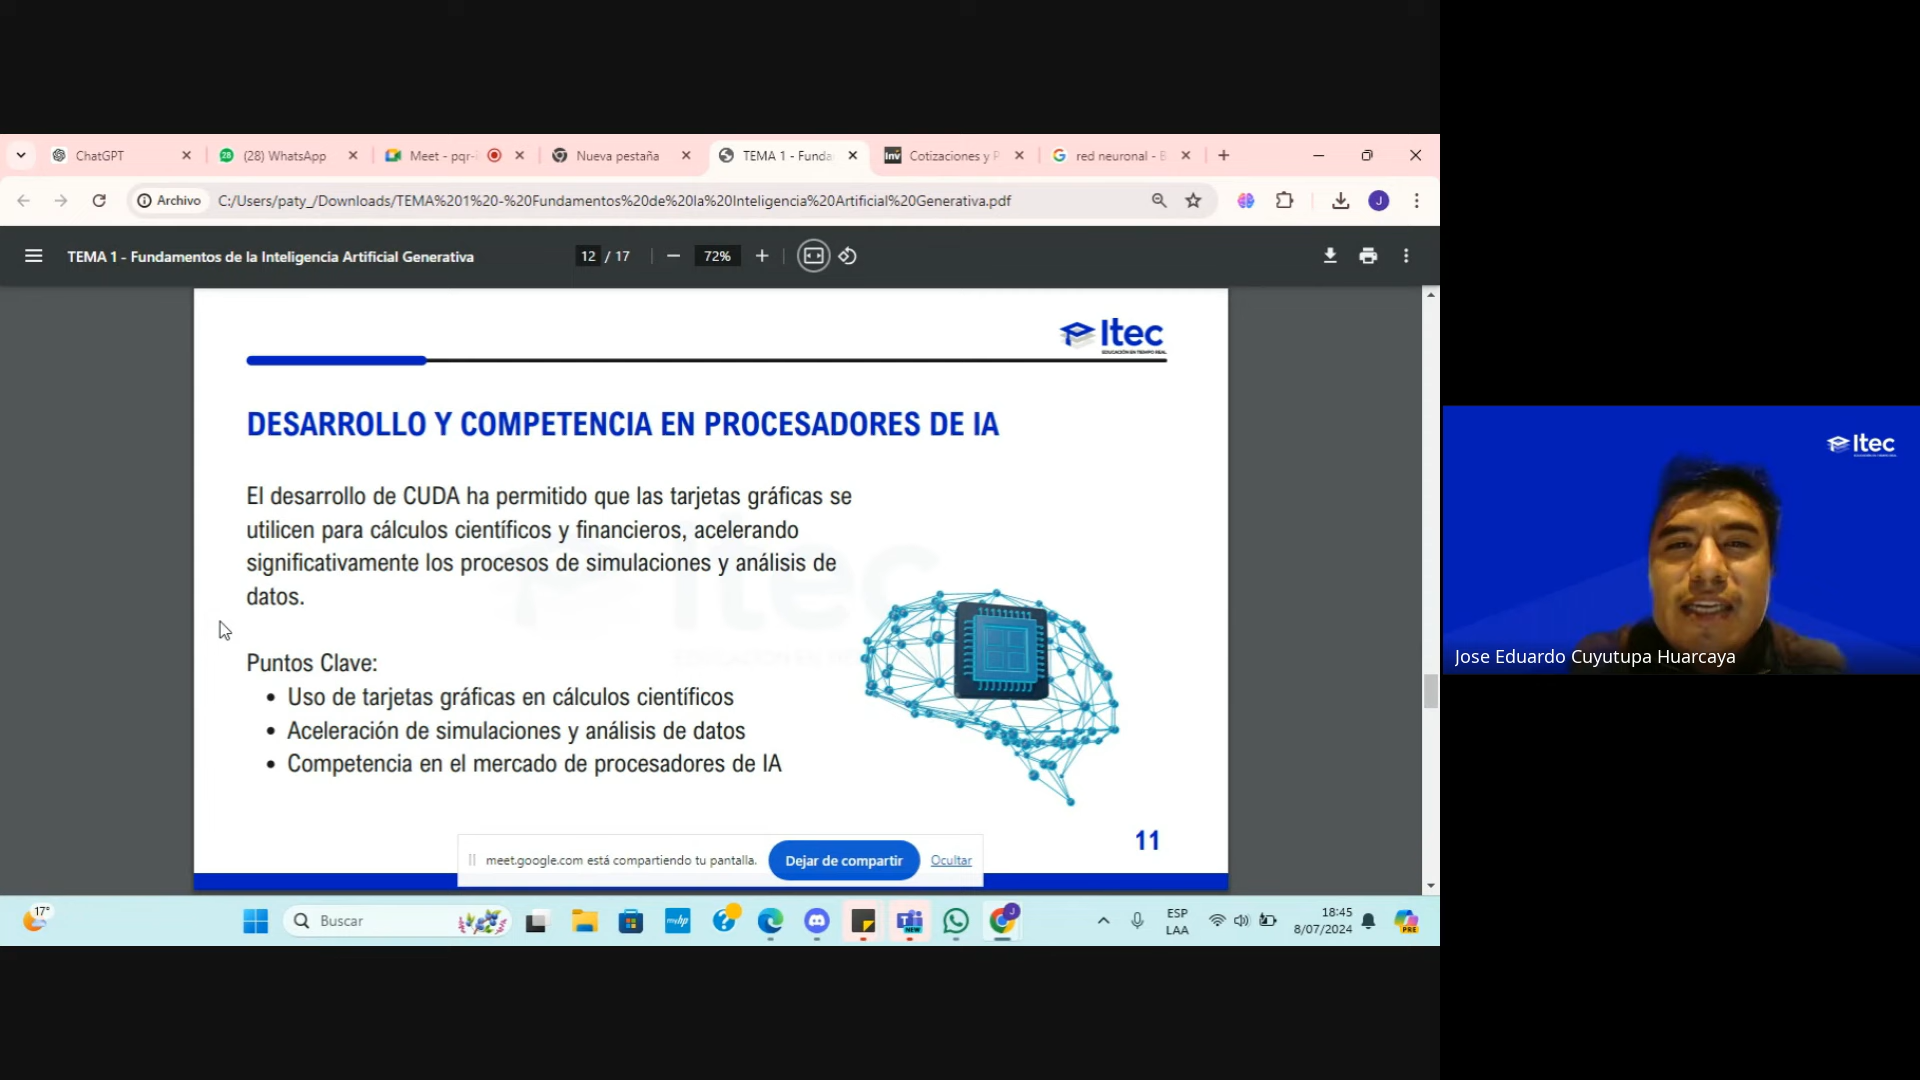 ChatGPT
(28) WhatsApp
Meet - pqr-
Nueva pestaña
TEMA 1 - Funda
Cotizaciones y P
red neuronal - B
Archivo
C:/Users/paty_/Downloads/TEMA%201%20-%20Fundamentos%20de%20la%20Inteligencia%20Artificial%20Generativa.pdf
J
TEMA 1 - Fundamentos de la Inteligencia Artificial Generativa
12 / 17
72%
Itec
EDUCACIÓN EN TIEMPO REAL
DESARROLLO Y COMPETENCIA EN PROCESADORES DE IA
El desarrollo de CUDA ha permitido que las tarjetas gráficas se
utilicen para cálculos científicos y financieros, acelerando
significativamente los procesos de simulaciones y análisis de
datos.
Puntos Clave:
• Uso de tarjetas gráficas en cálculos científicos
• Aceleración de simulaciones y análisis de datos
• Competencia en el mercado de procesadores de IA
11
meet.google.com está compartiendo tu pantalla.
Dejar de compartir
Ocultar
17°
Buscar
ESP
LAA
18:45
8/07/2024
Itec
Jose Eduardo Cuyutupa Huarcaya